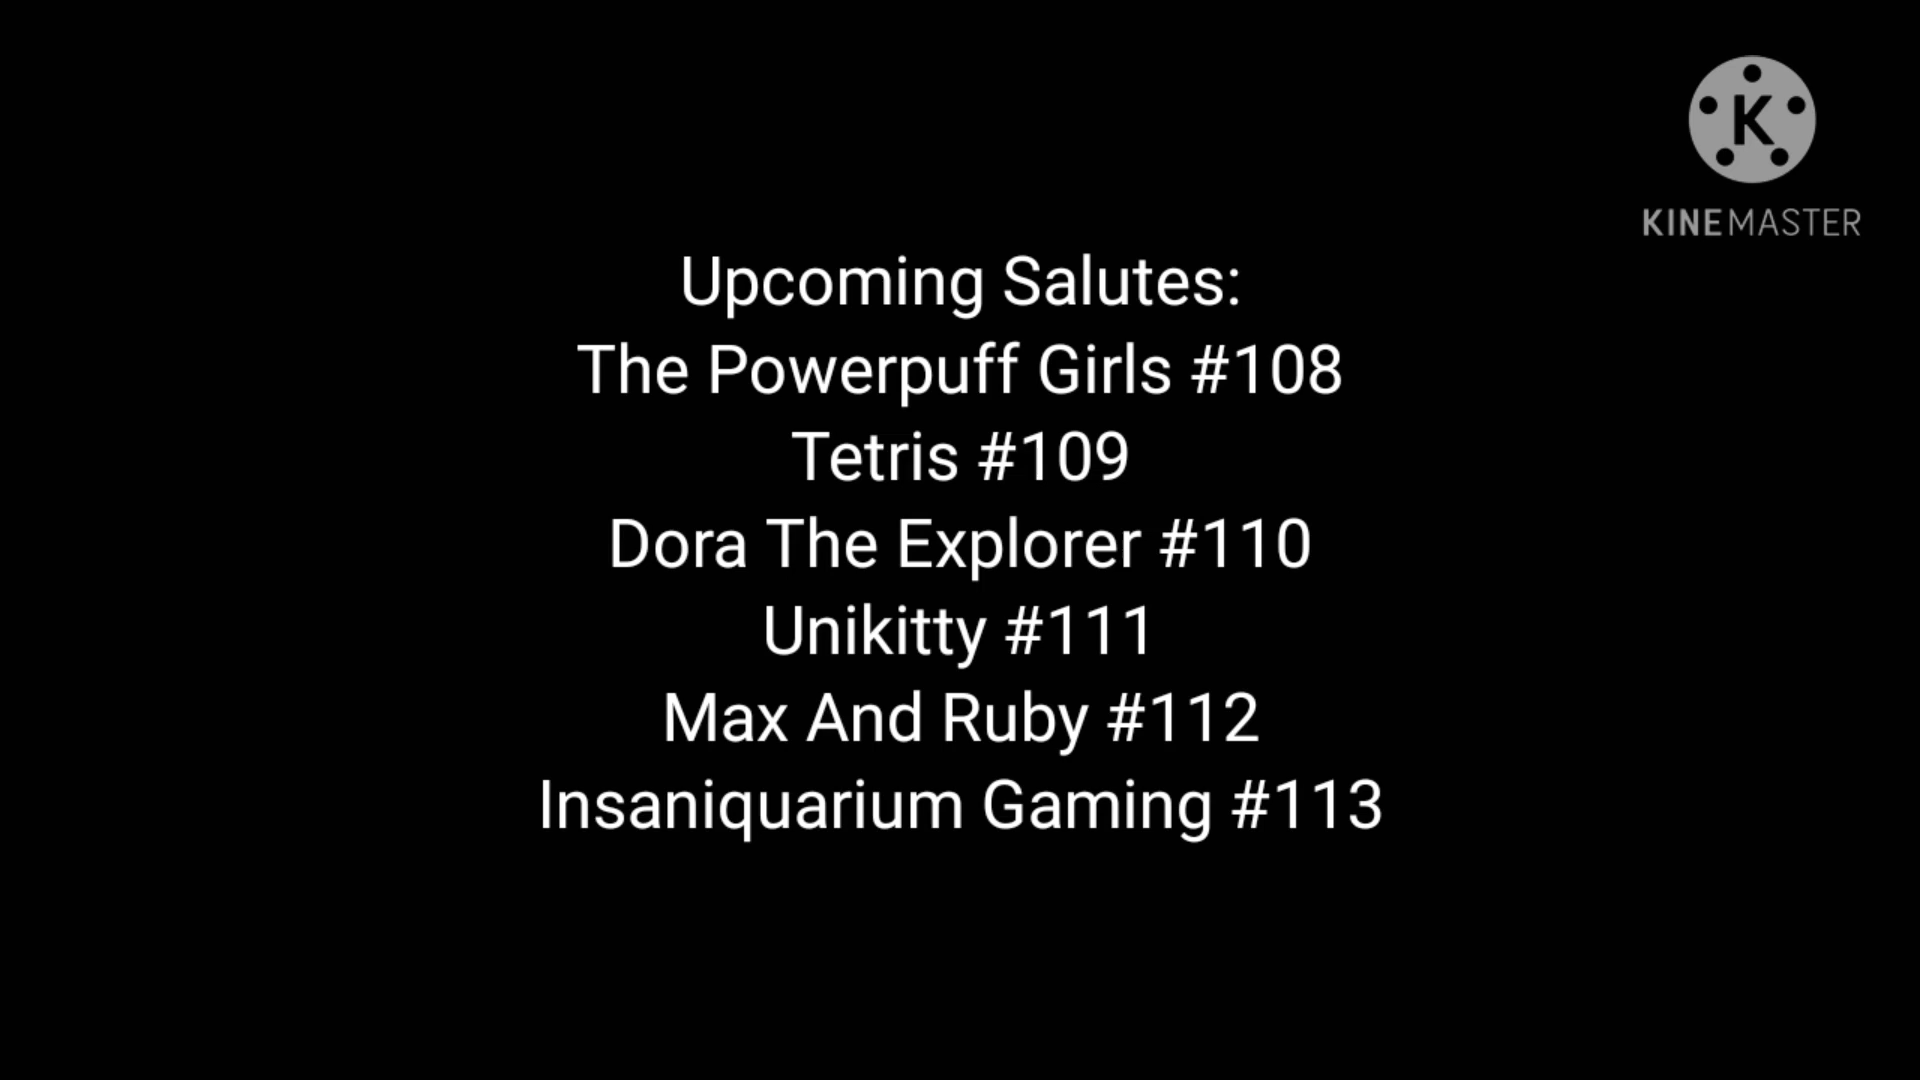 K
KINEMASTER
Upcoming Salutes:
The Powerpuff Girls #108
Tetris #109
Dora The Explorer #110
Unikitty #111
Max And Ruby #112
Insaniquarium Gaming #113